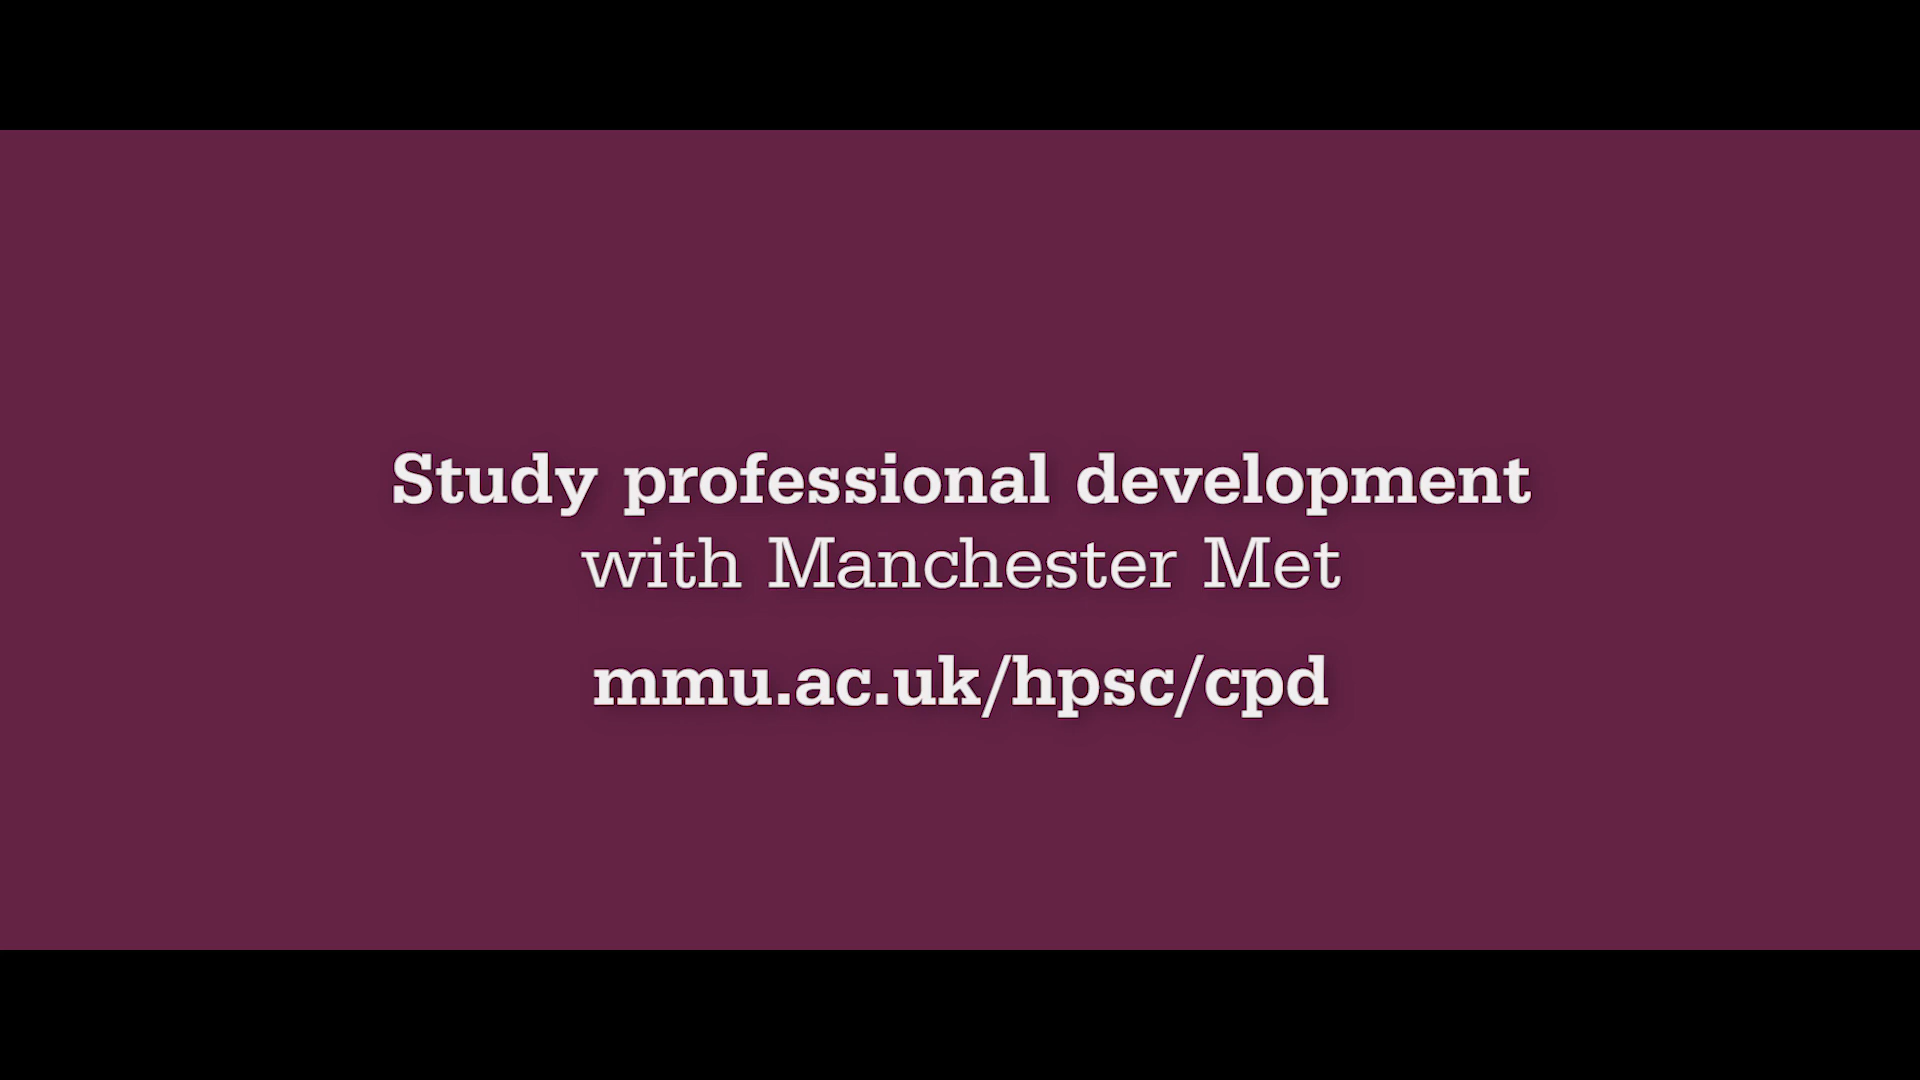 Study professional development
with Manchester Met
mmu.ac.uk/hpsc/cpd